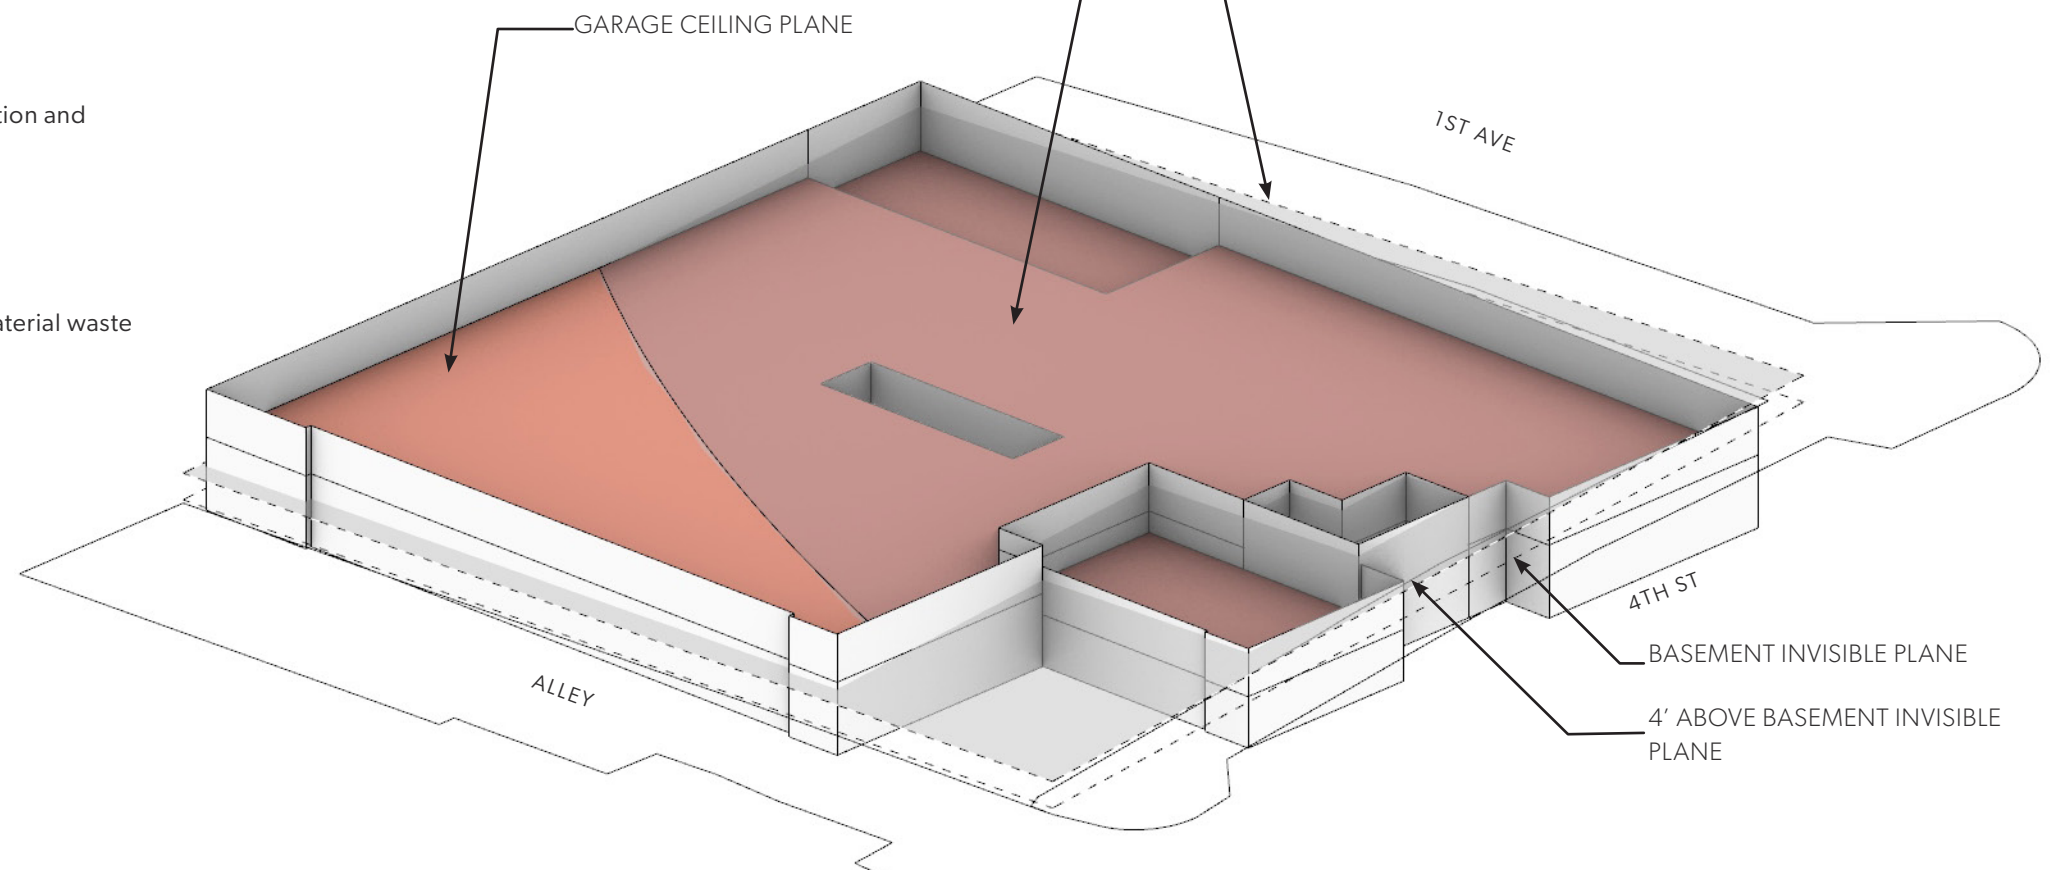 GARAGE CEILING PLANE
tion and
1ST AVE
aterial waste
4TH ST
BASEMENT INVISIBLE PLANE
ALLEY
4’ ABOVE BASEMENT INVISIBLE
PLANE